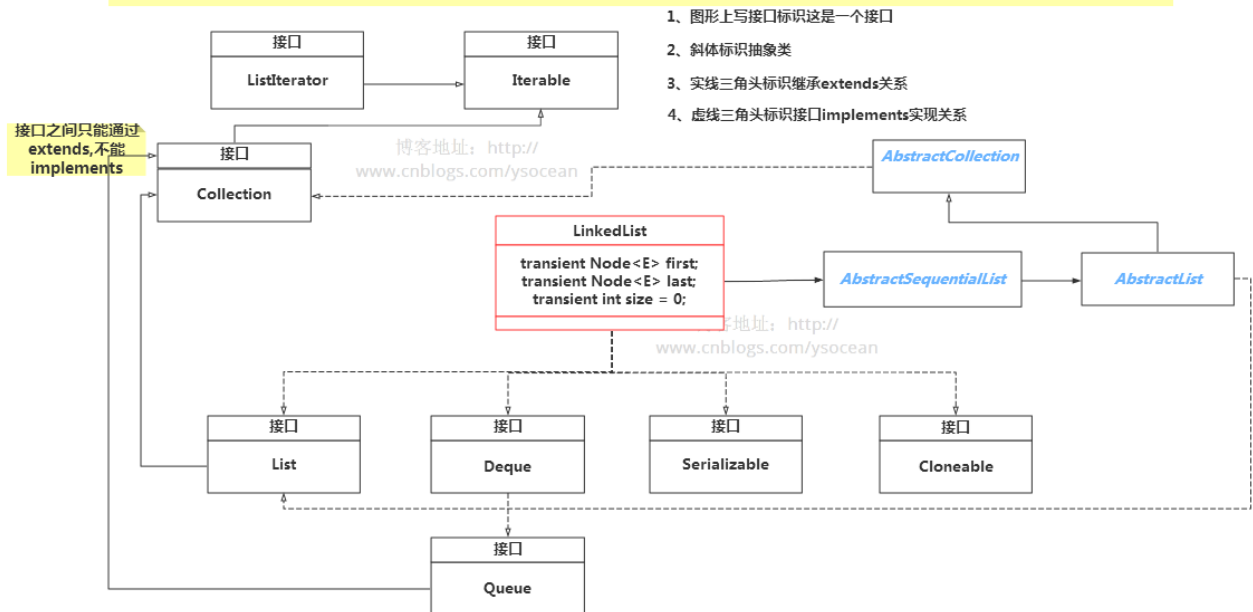 1、图形上写接口标识这是一个接口
2、斜体标识抽象类
3、实线三角头标识继承extends关系
4、虚线三角头标识接口implements实现关系
接口
ListIterator
接口
Iterable
接口之间只能通过
extends,不能
implements
接口
Collection
博客地址：http://
www.cnblogs.com/ysocean
AbstractCollection
LinkedList
transient Node<E> first;
transient Node<E> last;
transient int size = 0;
AbstractSequentialList
AbstractList
客地址：http://
www.cnblogs.com/ysocean
接口
List
接口
Deque
接口
Serializable
接口
Cloneable
接口
Queue